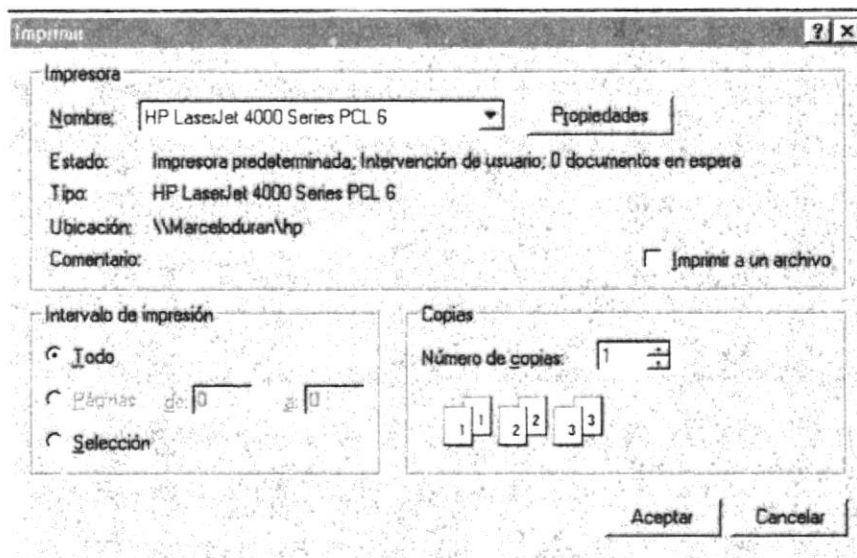 Imprimir
? ×
Impresora
Nombre: HP LaserJet 4000 Series PCL 6 Propiedades
Estado: Impresora predeterminada; Intervención de usuario; 0 documentos en espera
Tipo: HP LaserJet 4000 Series PCL 6
Ubicación: \\Marceloduran\hp
Comentario: Imprimir a un archivo
Intervalo de impresión
Todo
Páginas de: 0 a: 0
Selección
Copias
Número de copias: 1
1 1 2 2 3 3
Aceptar Cancelar